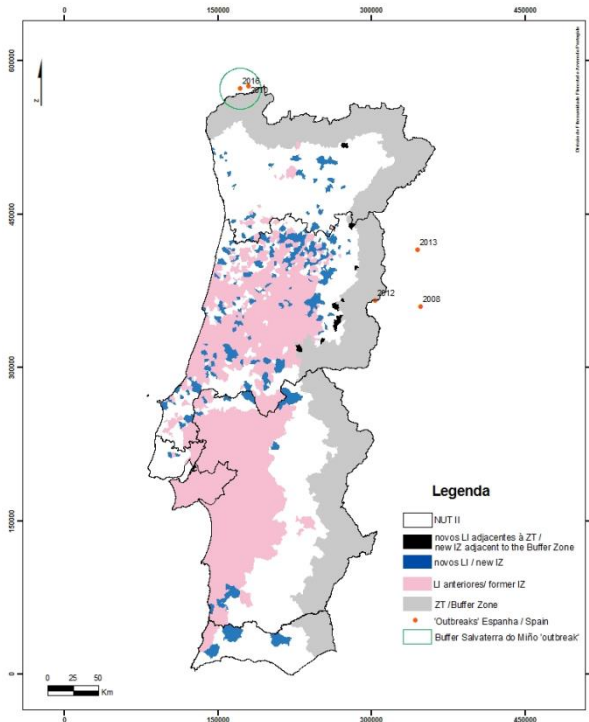 0 150000 300000 450000
600000
450000
300000
150000
0
N
2016
2010
2013
2012
2008
Legenda
NUT II
novos LI adjacentes à ZT /
new IZ adjacent to the Buffer Zone
novos LI / new IZ
LI anteriores/ former IZ
ZT /Buffer Zone
'Outbreaks' Espanha / Spain
Buffer Salvaterra do Miño 'outbreak'
0 25 50
Km
0 150000 300000 450000